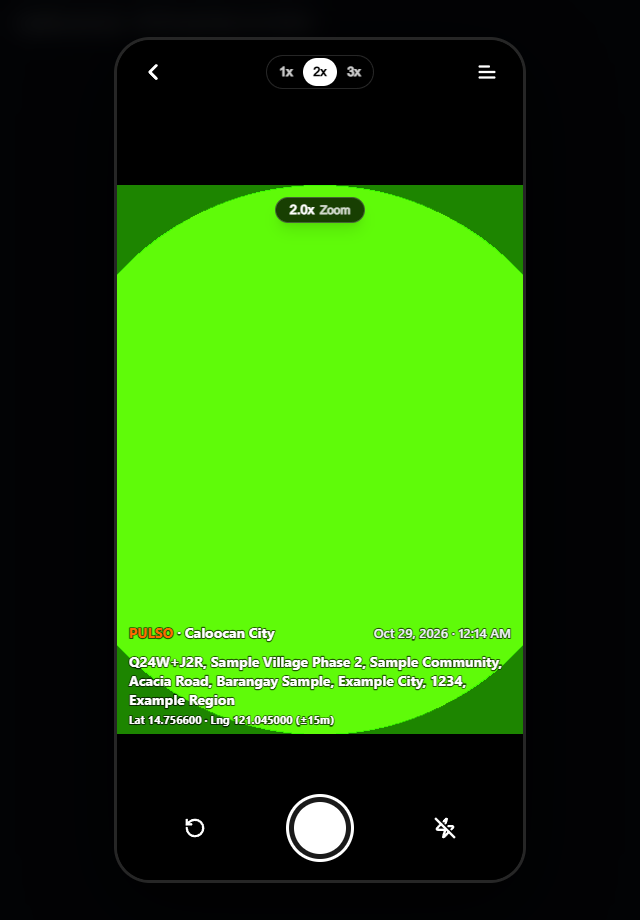 1x 2x 3x
2.0x Zoom
PULSO · Caloocan City Oct 29, 2026 · 12:14 AM
Q24W+J2R, Sample Village Phase 2, Sample Community,
Acacia Road, Barangay Sample, Example City, 1234,
Example Region
Lat 14.756600 · Lng 121.045000 (±15m)